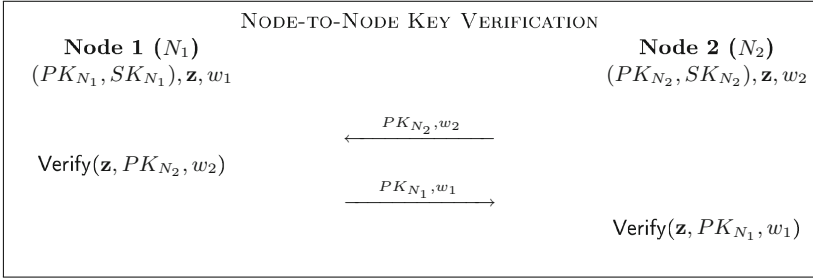 Node-to-Node Key Verification
Node 1 (N₁) Node 2 (N₂)
(PK_{N₁}, SK_{N₁}), z, w₁ (PK_{N₂}, SK_{N₂}), z, w₂
PK_{N₂},w₂
Verify(z, PK_{N₂}, w₂)
PK_{N₁},w₁
Verify(z, PK_{N₁}, w₁)